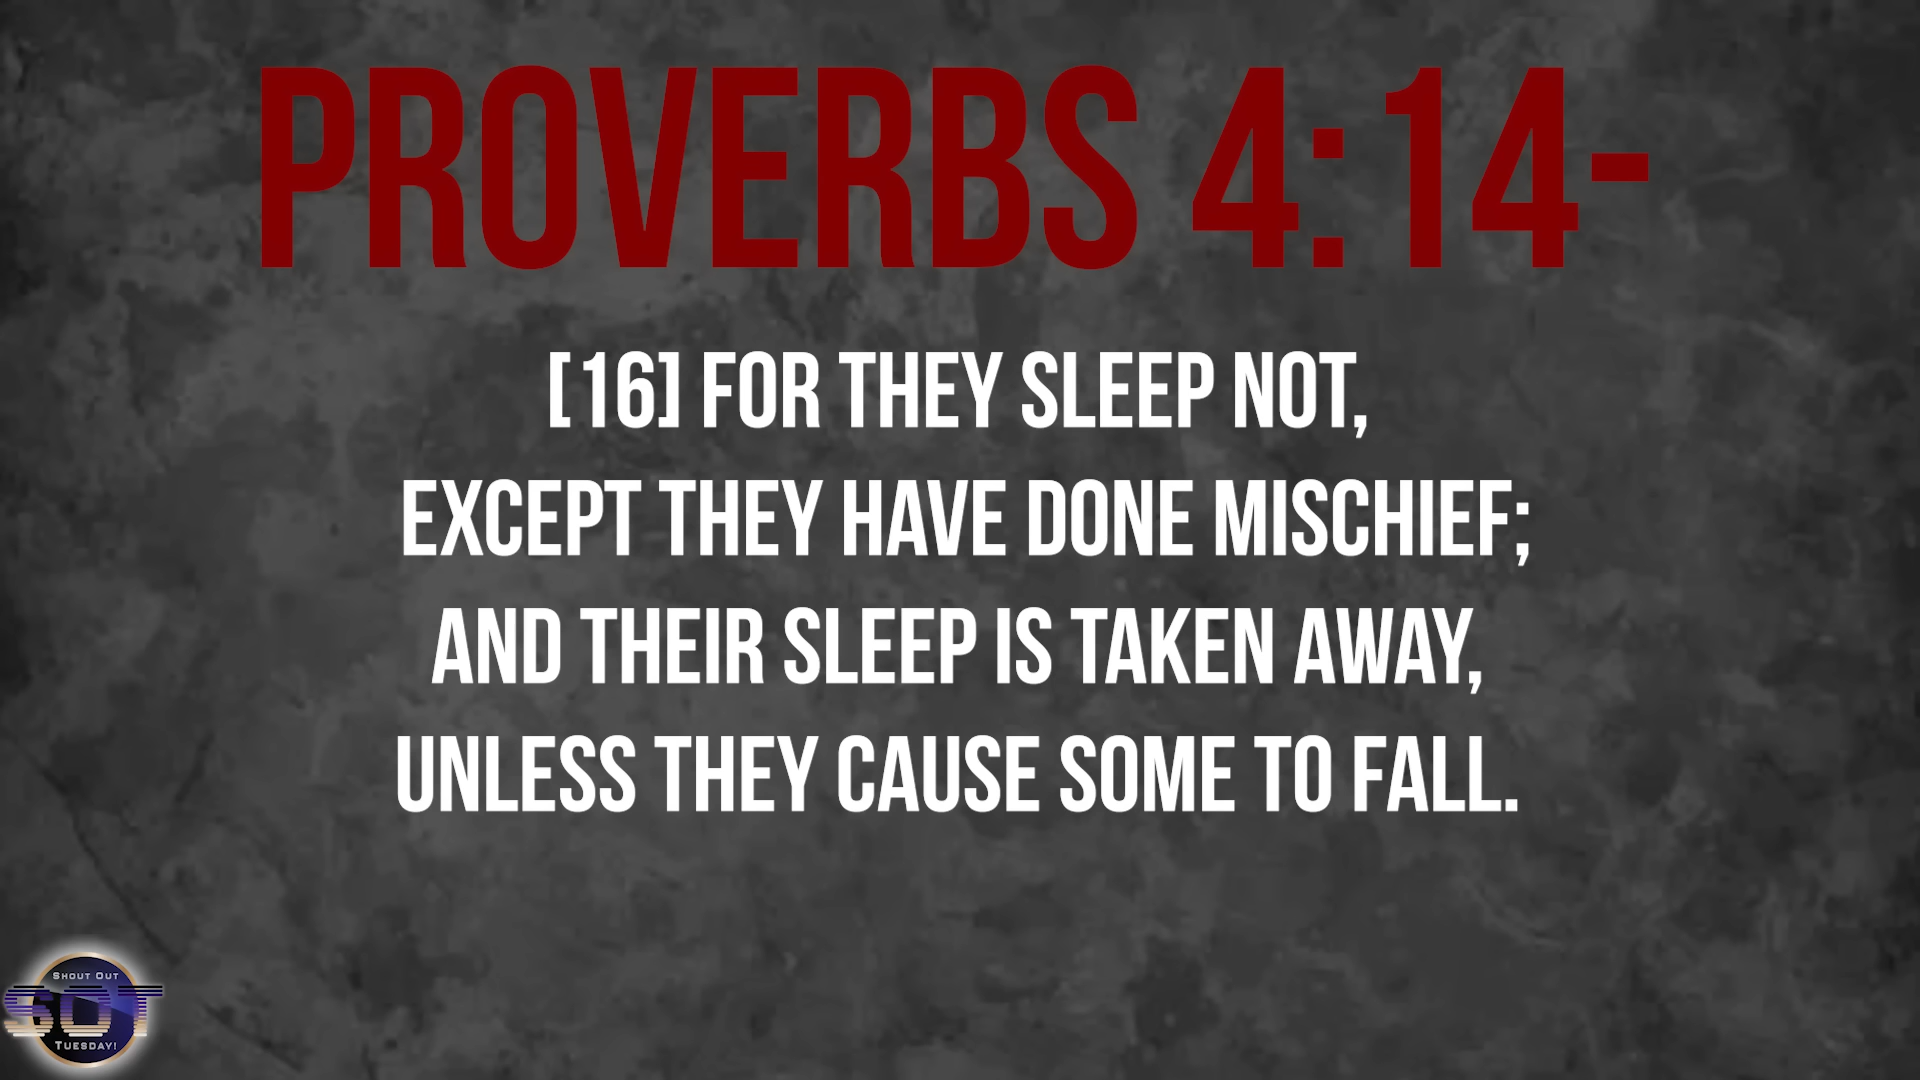 PROVERBS 4:14-
[16] FOR THEY SLEEP NOT,
EXCEPT THEY HAVE DONE MISCHIEF;
AND THEIR SLEEP IS TAKEN AWAY,
UNLESS THEY CAUSE SOME TO FALL.
SHOUT OUT
SOT
TUESDAY!